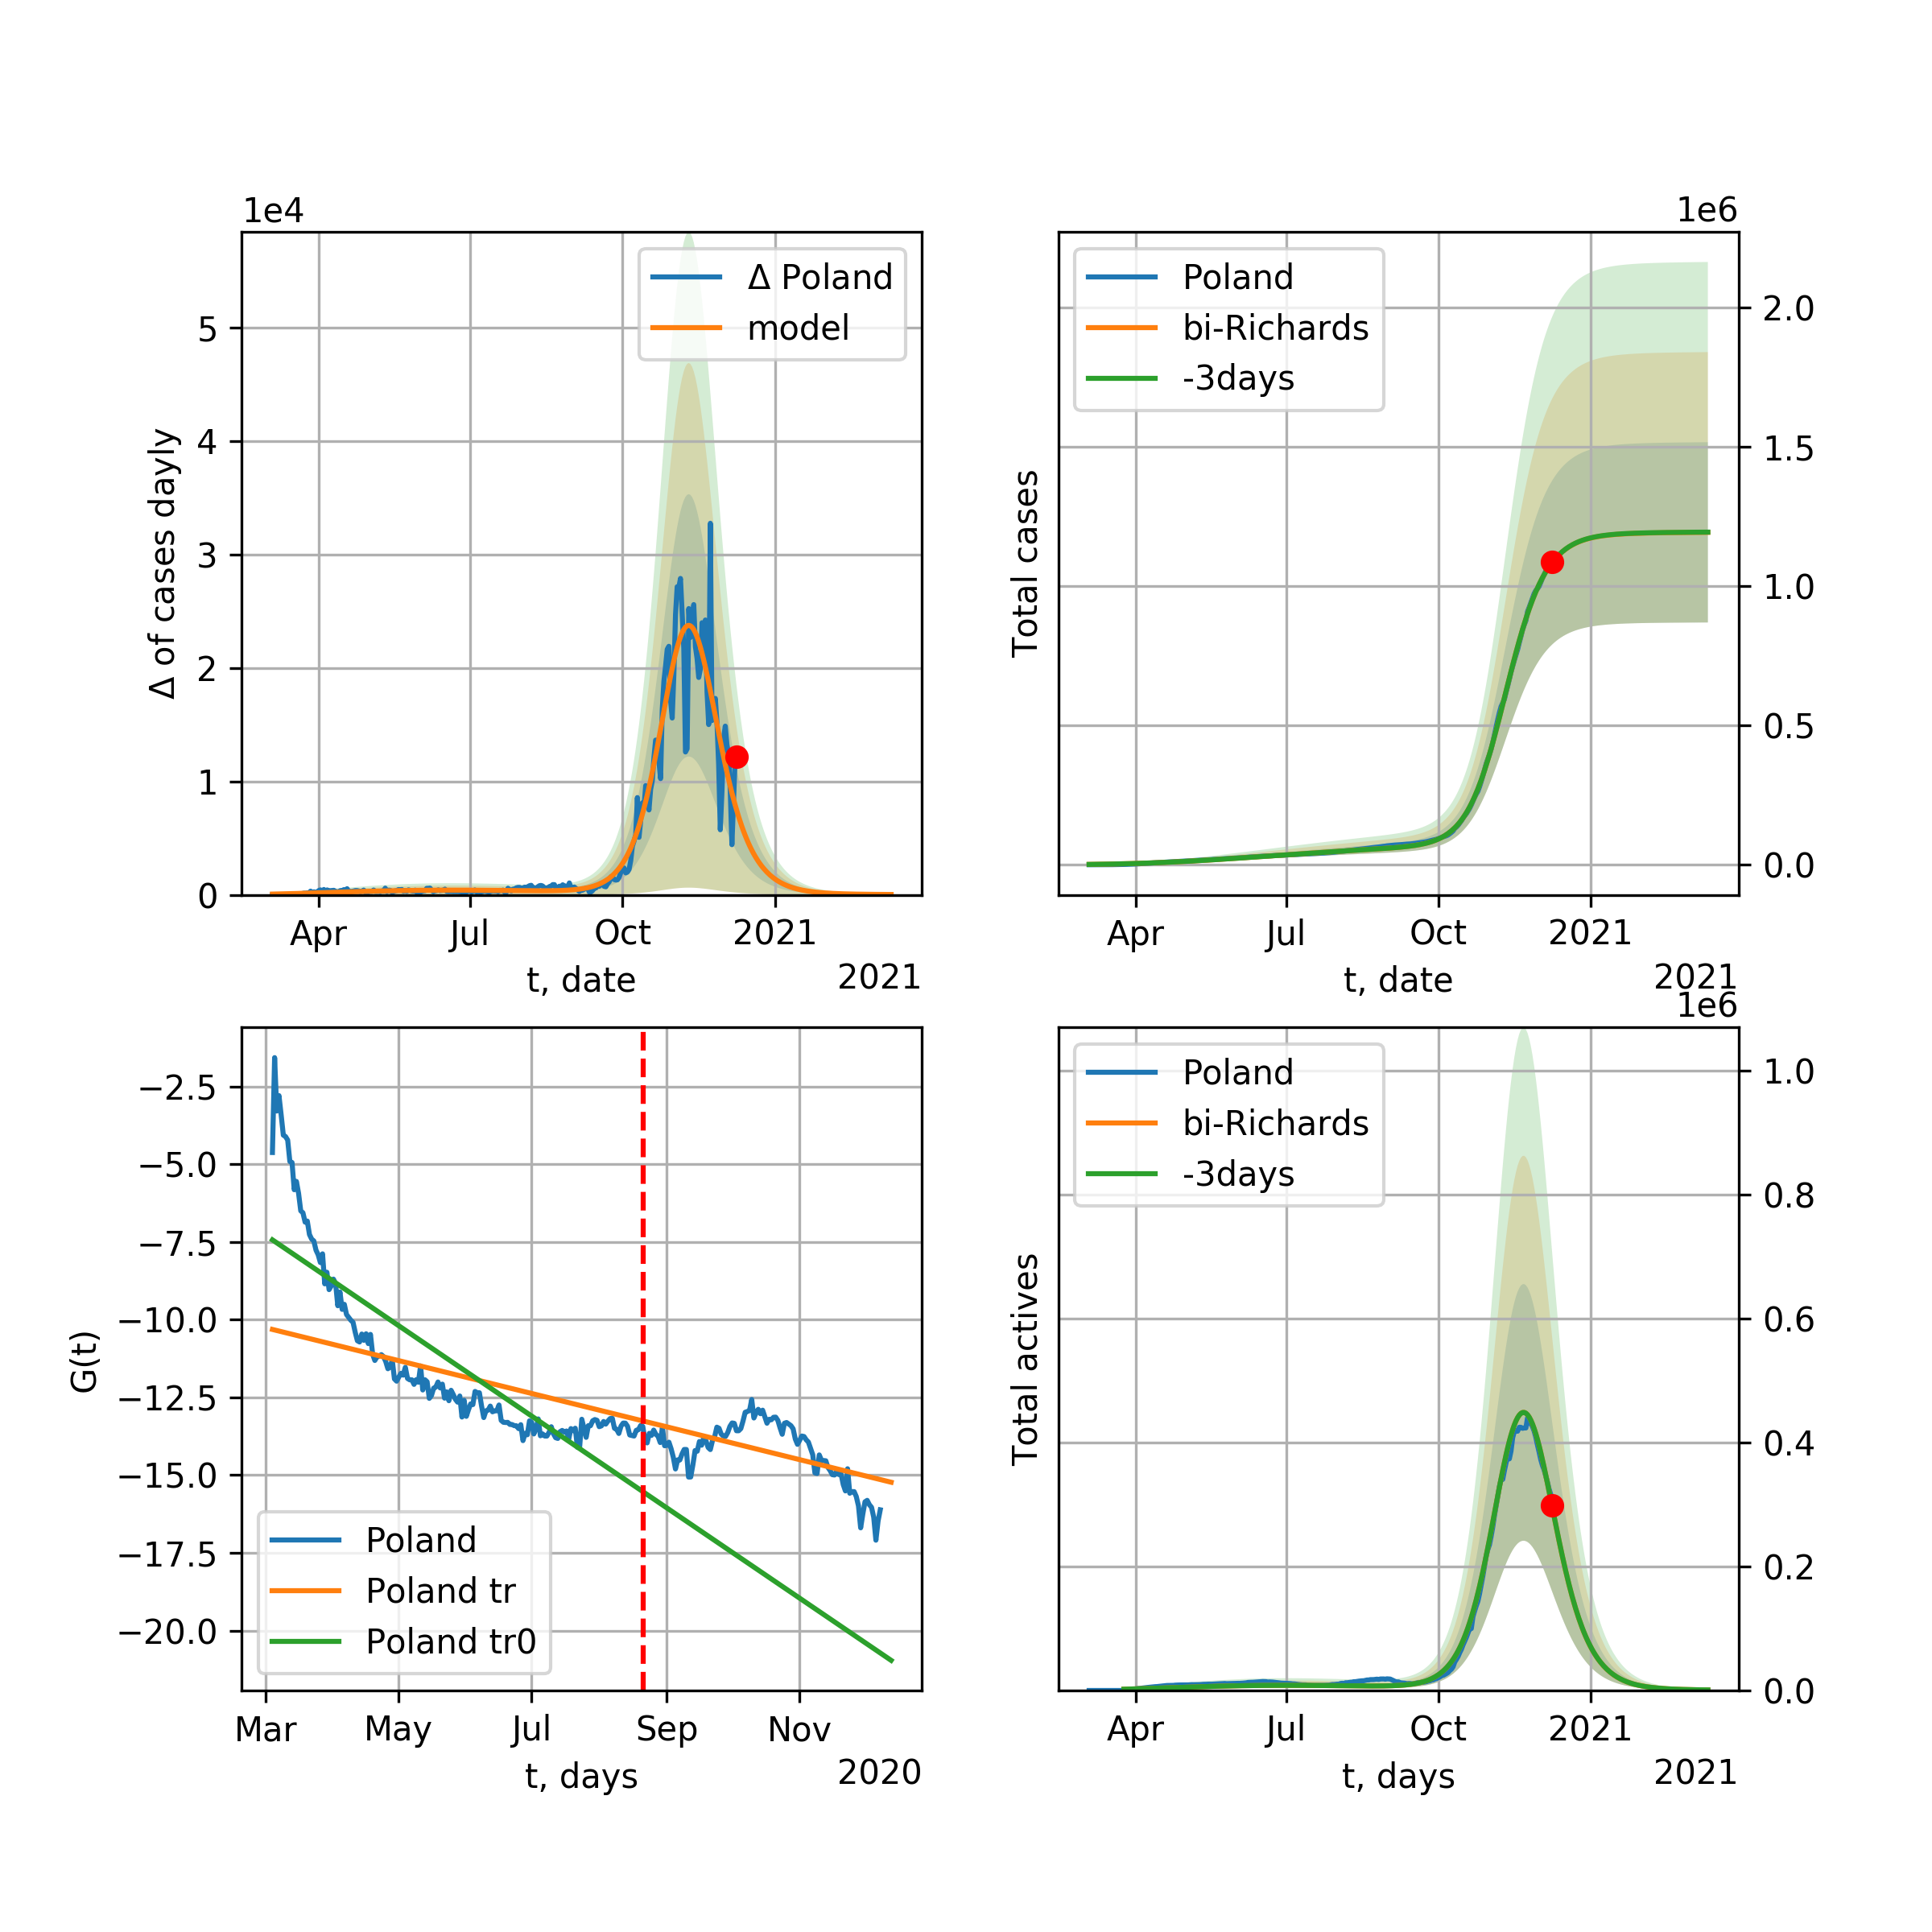 1e4
Δ of cases dayly
5
4
3
2
1
0
Δ Poland
model
Apr
Jul
Oct
2021
t, date
2021
1e6
Total cases
Poland
bi-Richards
-3days
2.0
1.5
1.0
0.5
0.0
Apr
Jul
Oct
2021
t, date
2021
G(t)
−2.5
−5.0
−7.5
−10.0
−12.5
−15.0
−17.5
−20.0
Poland
Poland tr
Poland tr0
Mar
May
Jul
Sep
Nov
t, days
2020
1e6
Total actives
Poland
bi-Richards
-3days
1.0
0.8
0.6
0.4
0.2
0.0
Apr
Jul
Oct
2021
t, days
2021